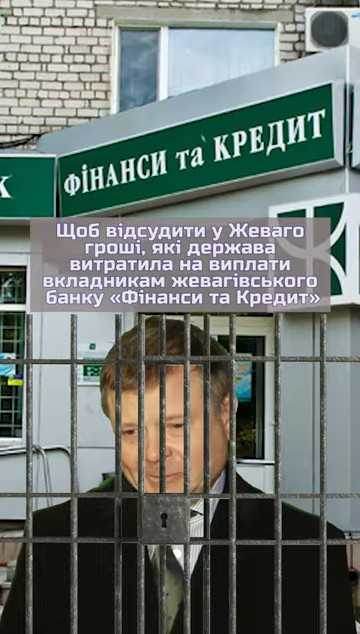 К
ФІНАНСИ та КРЕДИТ
Щоб відсудити у Жеваго
гроші, які держава
витратила на виплати
вкладникам жевагівського
банку «Фінанси та Кредит»